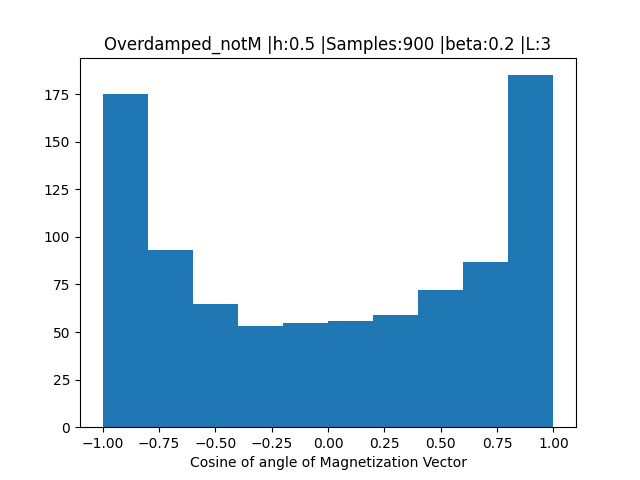 Overdamped_notM |h:0.5 |Samples:900 |beta:0.2 |L:3
175
150
125
100
75
50
25
0
−1.00 −0.75 −0.50 −0.25 0.00 0.25 0.50 0.75 1.00
Cosine of angle of Magnetization Vector